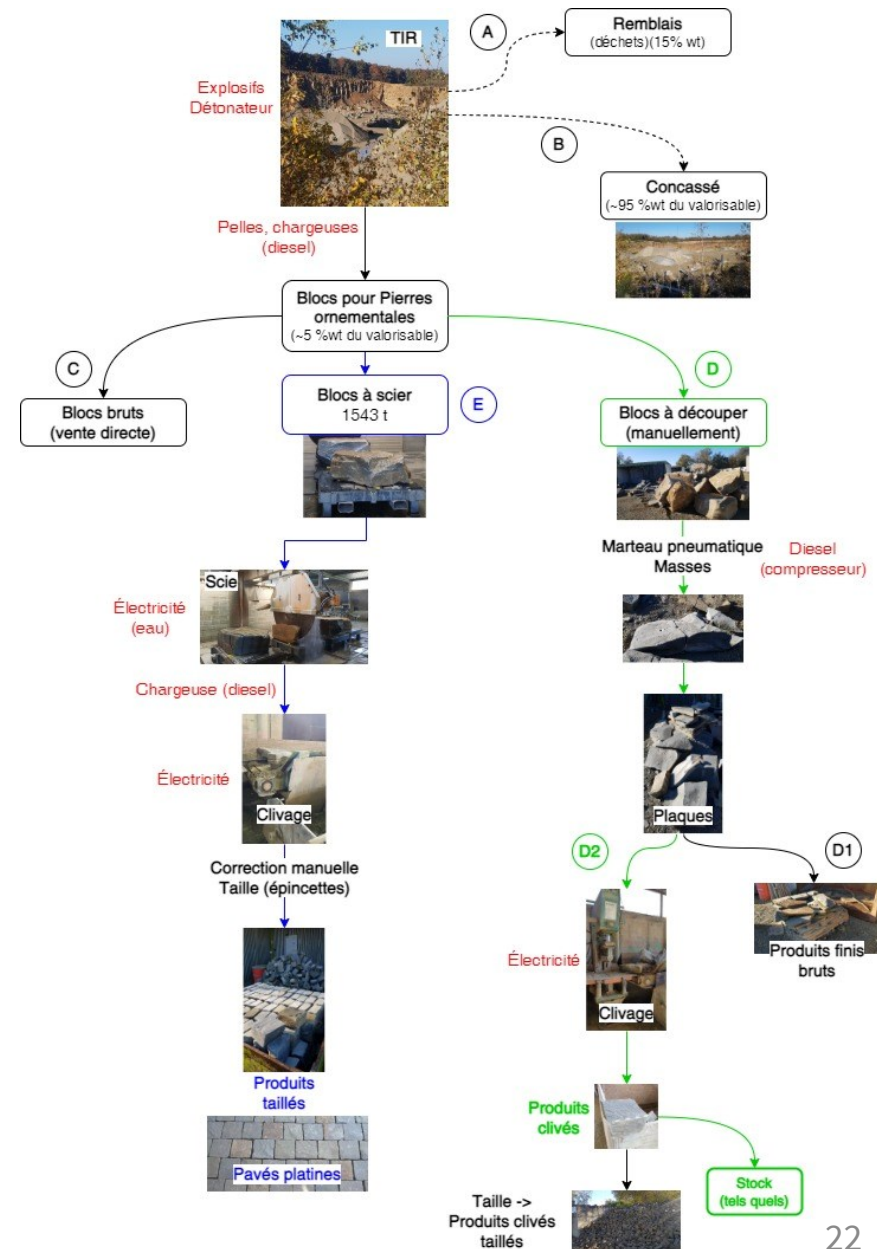 TIR
A
Remblais
(déchets)(15% wt)
Explosifs
Détonateur
B
Concassé
(~95 %wt du valorisable)
Pelles, chargeuses
(diesel)
Blocs pour Pierres
ornementales
(~5 %wt du valorisable)
C
Blocs bruts
(vente directe)
Blocs à scier
1543 t
E
D
Blocs à découper
(manuellement)
Marteau pneumatique
Masses
Diesel
(compresseur)
Scie
Électricité
(eau)
Chargeuse (diesel)
Électricité
Clivage
Plaques
Correction manuelle
Taille (épincettes)
D2
D1
Produits finis
bruts
Électricité
Clivage
Produits
taillés
Pavés platines
Produits
clivés
Stock
(tels quels)
Taille ->
Produits clivés
taillés
22